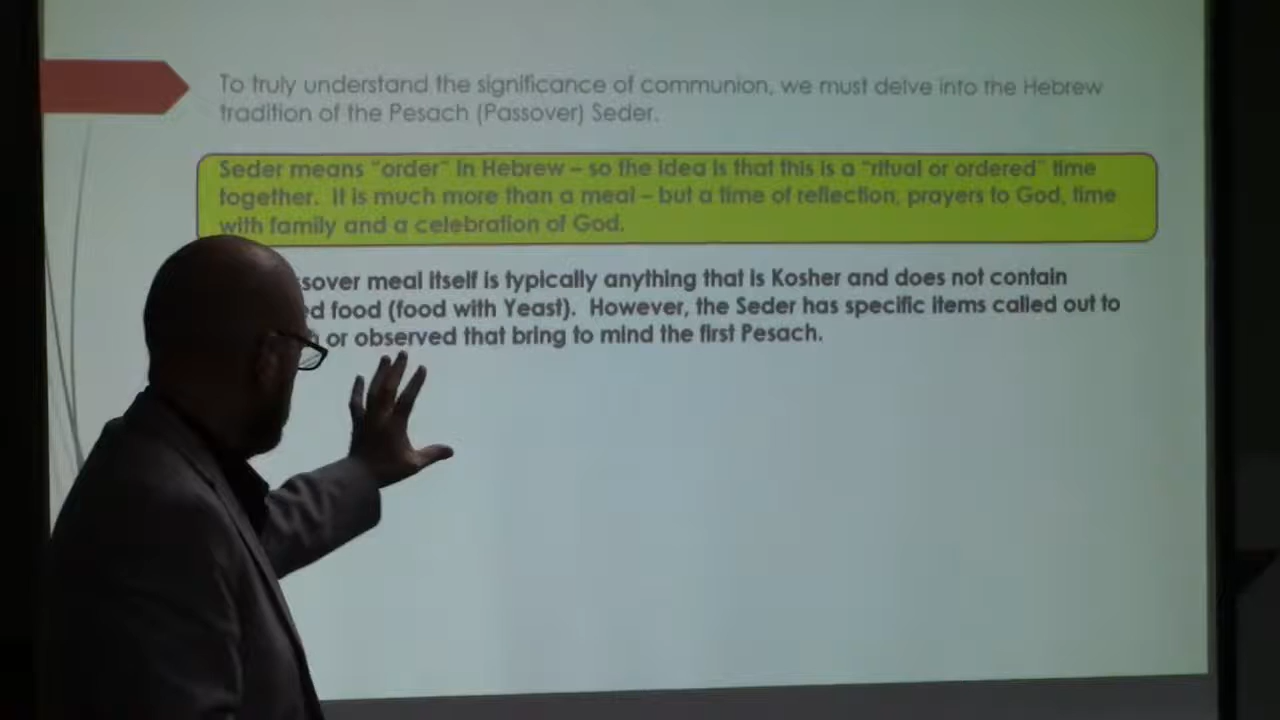 To truly understand the significance of communion, we must delve into the Hebrew
tradition of the Pesach (Passover) Seder.
Seder means "order" in Hebrew – so the idea is that this is a "ritual or ordered" time
together. It is much more than a meal – but a time of reflection, prayers to God, time
with family and a celebration of God.
sover meal itself is typically anything that is Kosher and does not contain
d food (food with Yeast). However, the Seder has specific items called out to
or observed that bring to mind the first Pesach.